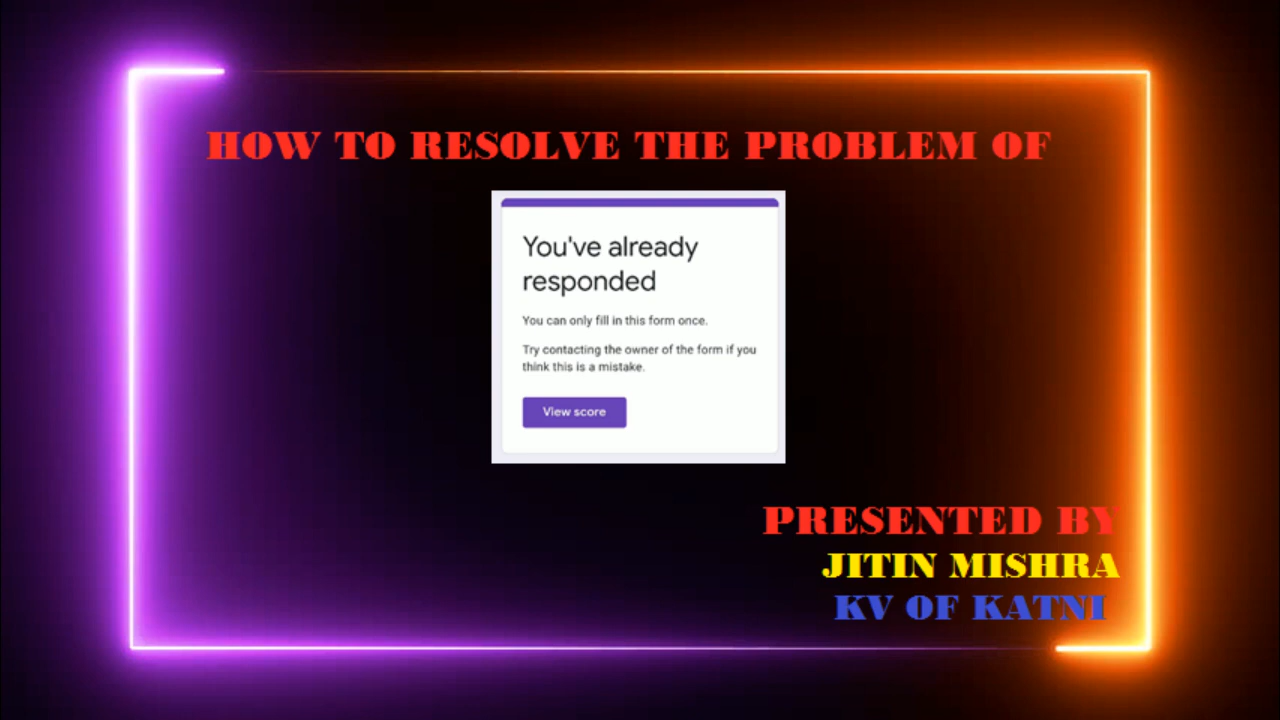 HOW TO RESOLVE THE PROBLEM OF
You've already
responded
You can only fill in this form once.
Try contacting the owner of the form if you
think this is a mistake.
View score
PRESENTED BY
JITIN MISHRA
KV OF KATNI